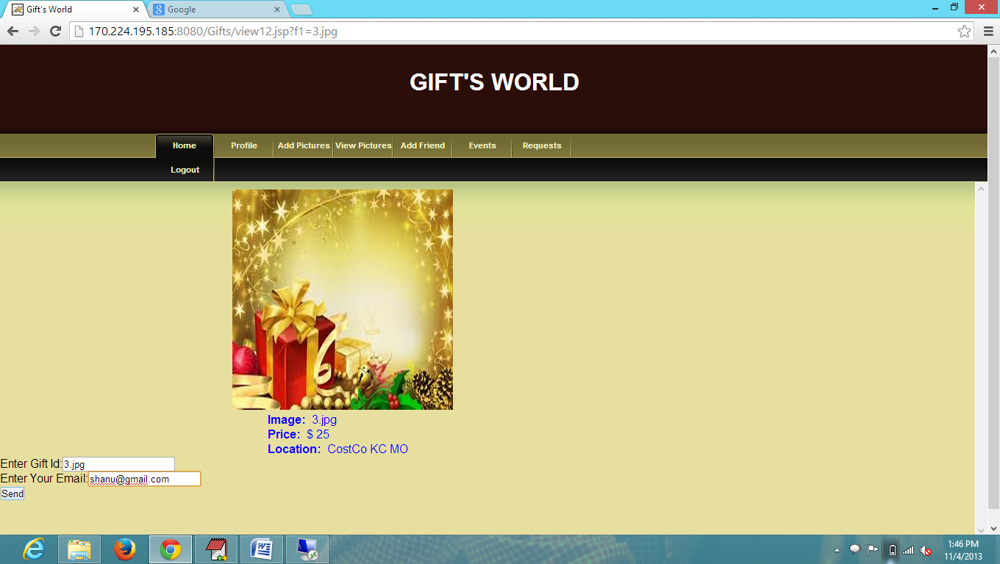 Gift's World
Google
170.224.195.185:8080/Gifts/view12.jsp?f1=3.jpg
GIFT'S WORLD
Home Profile Add Pictures View Pictures Add Friend Events Requests
Logout
Image: 3.jpg
Price: $ 25
Location: CostCo KC MO
Enter Gift Id:3.jpg
Enter Your Email:shanu@gmail.com
Send
1:46 PM
11/4/2013